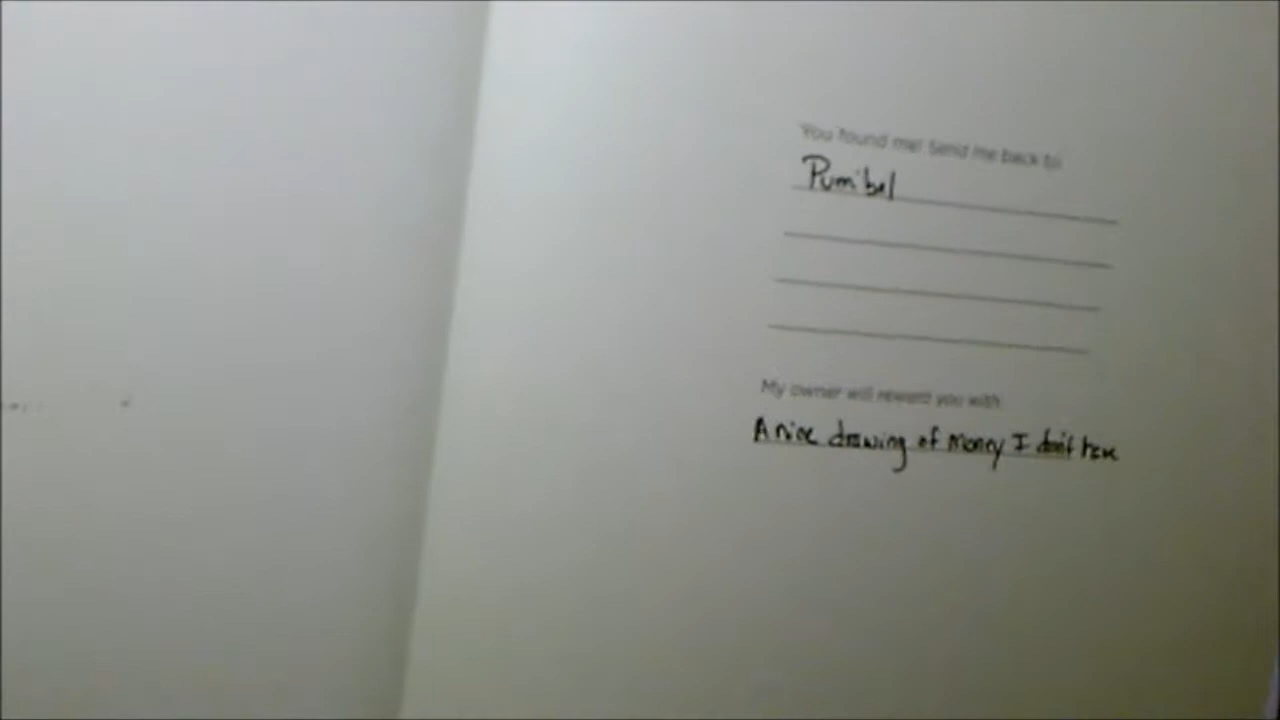 You found me! Send me back to
Pumibel
My owner will reward you with
A nice drawing of money I don't have